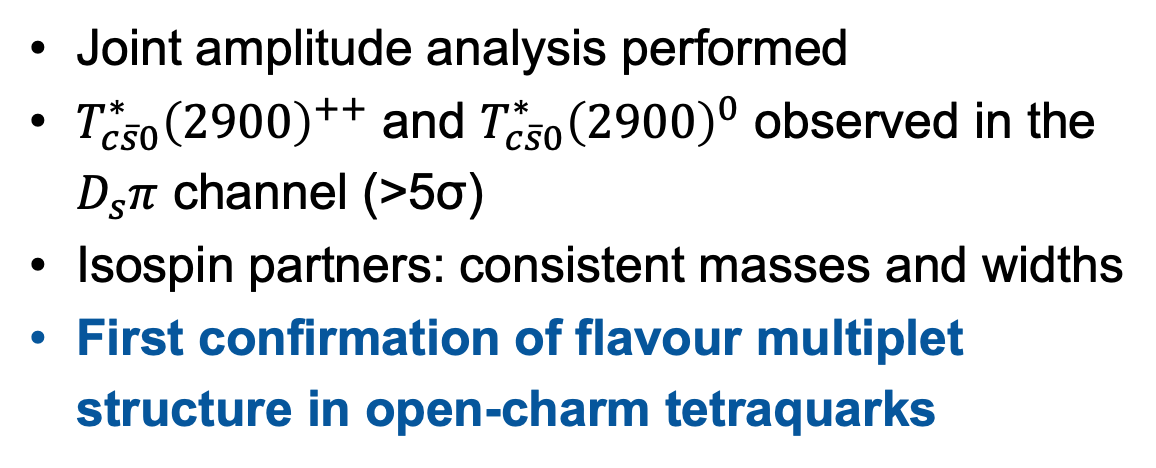 • Joint amplitude analysis performed
• T*cs̄0(2900)⁺⁺ and T*cs̄0(2900)⁰ observed in the
Dsπ channel (>5σ)
• Isospin partners: consistent masses and widths
• First confirmation of flavour multiplet
structure in open-charm tetraquarks